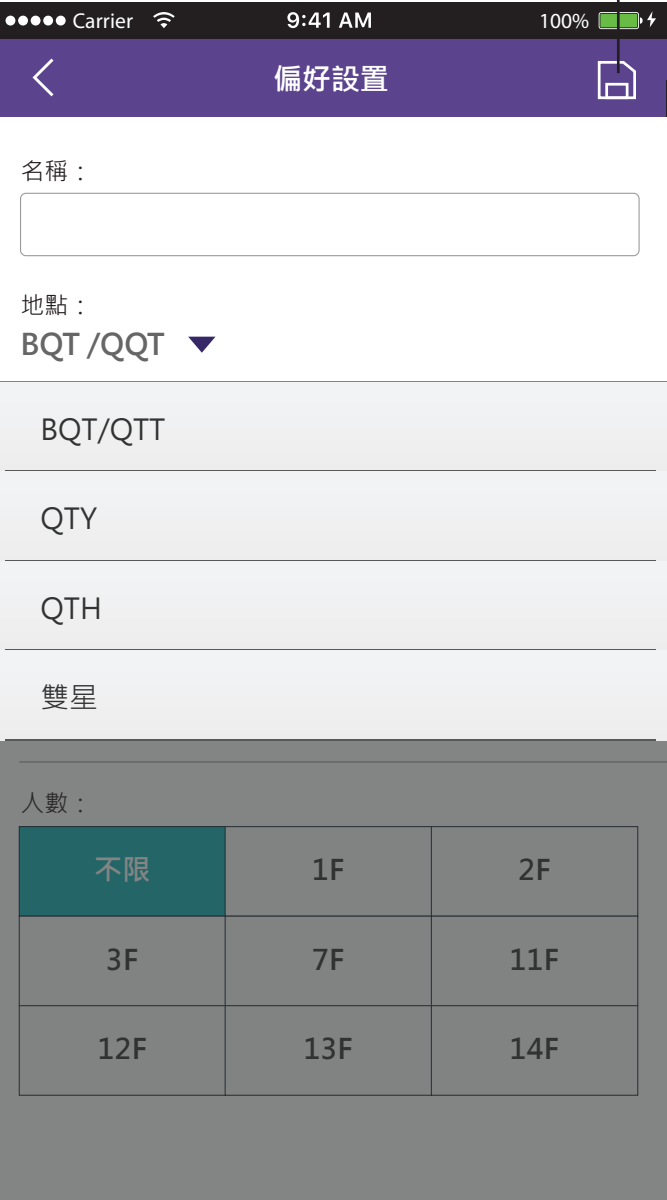 Carrier 9:41 AM 100%
偏好設置
名稱：
地點：
BQT /QQT
BQT/QTT
QTY
QTH
雙星
人數：
不限 1F 2F
3F 7F 11F
12F 13F 14F